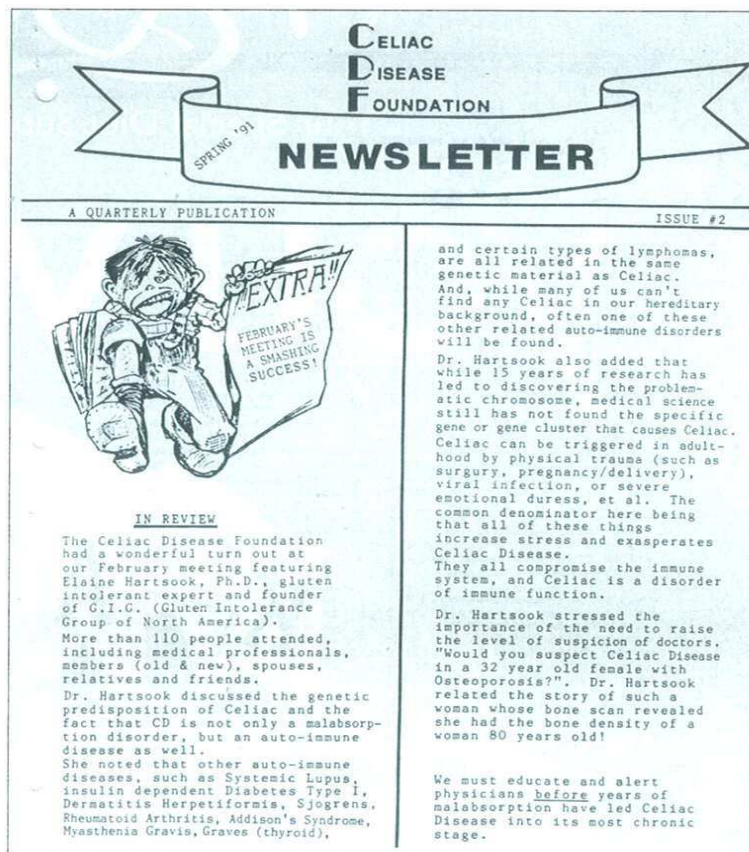 CELIAC
DISEASE
FOUNDATION
SPRING '91
NEWSLETTER
A QUARTERLY PUBLICATION
ISSUE #2
EXTRA!!
FEBRUARY'S
MEETING IS
A SMASHING
SUCCESS!
IN REVIEW
The Celiac Disease Foundation
had a wonderful turn out at
our February meeting featuring
Elaine Hartsook, Ph.D., gluten
intolerant expert and founder
of G.I.G. (Gluten Intolerance
Group of North America).
More than 110 people attended,
including medical professionals,
members (old & new), spouses,
relatives and friends.
Dr. Hartsook discussed the genetic
predisposition of Celiac and the
fact that CD is not only a malabsorp-
tion disorder, but an auto-immune
disease as well.
She noted that other auto-immune
diseases, such as Systemic Lupus,
insulin dependent Diabetes Type I,
Dermatitis Herpetiformis, Sjogrens,
Rheumatoid Arthritis, Addison's Syndrome,
Myasthenia Gravis, Graves (thyroid),
and certain types of lymphomas,
are all related in the same
genetic material as Celiac.
And, while many of us can't
find any Celiac in our hereditary
background, often one of these
other related auto-immune disorders
will be found.
Dr. Hartsook also added that
while 15 years of research has
led to discovering the problem-
atic chromosome, medical science
still has not found the specific
gene or gene cluster that causes Celiac.
Celiac can be triggered in adult-
hood by physical trauma (such as
surgury, pregnancy/delivery),
viral infection, or severe
emotional duress, et al. The
common denominator here being
that all of these things
increase stress and exasperates
Celiac Disease.
They all compromise the immune
system, and Celiac is a disorder
of immune function.
Dr. Hartsook stressed the
importance of the need to raise
the level of suspicion of doctors.
"Would you suspect Celiac Disease
in a 32 year old female with
Osteoporosis?". Dr. Hartsook
related the story of such a
woman whose bone scan revealed
she had the bone density of a
woman 80 years old!
We must educate and alert
physicians before years of
malabsorption have led Celiac
Disease into its most chronic
stage.